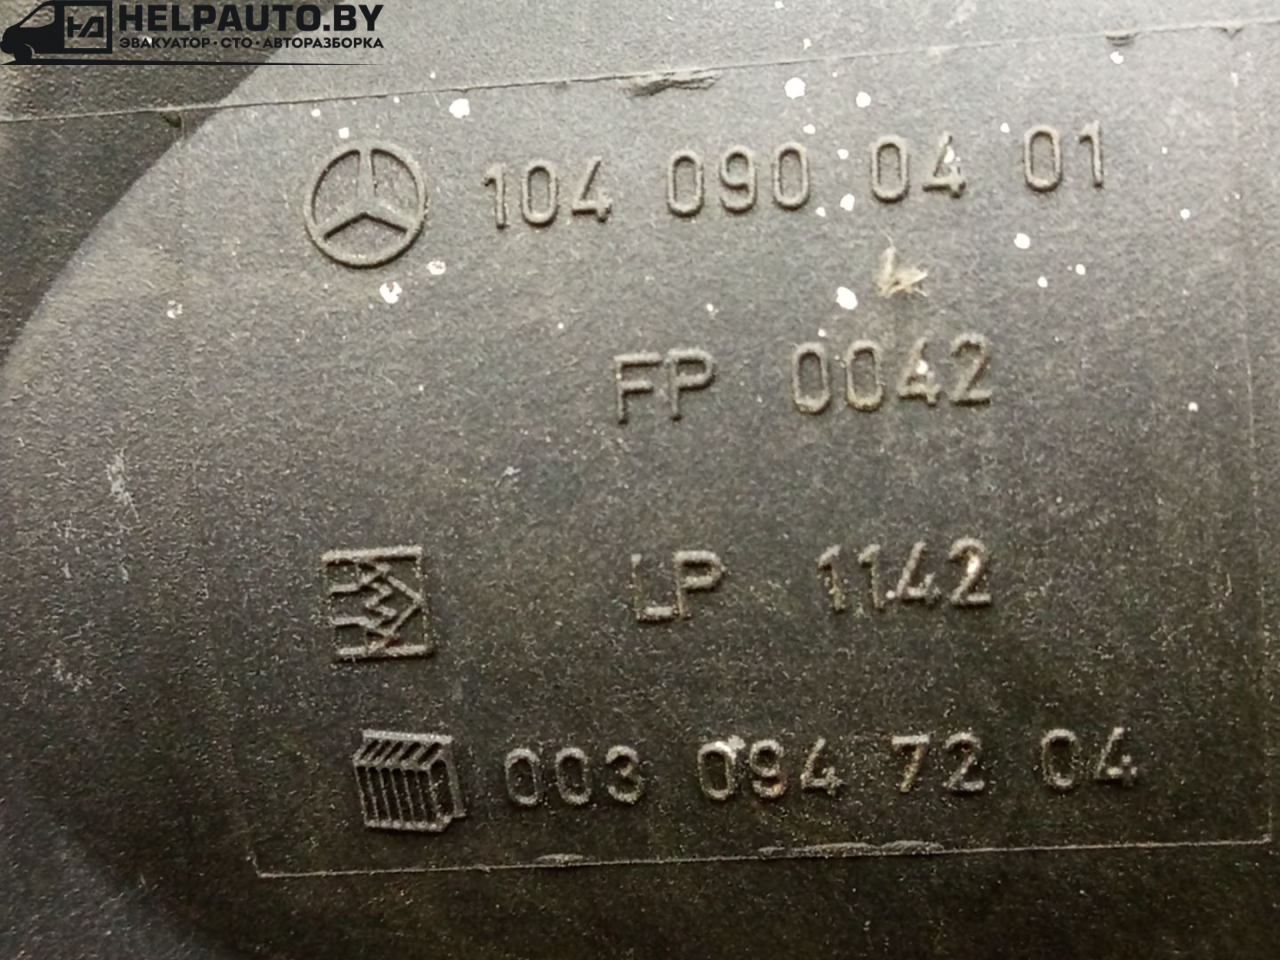 HELPAUTO.BY
ЭВАКУАТОР · СТО · АВТОРАЗБОРКА
104 090 04 01
FP 0042
LP 1142
003 094 72 04